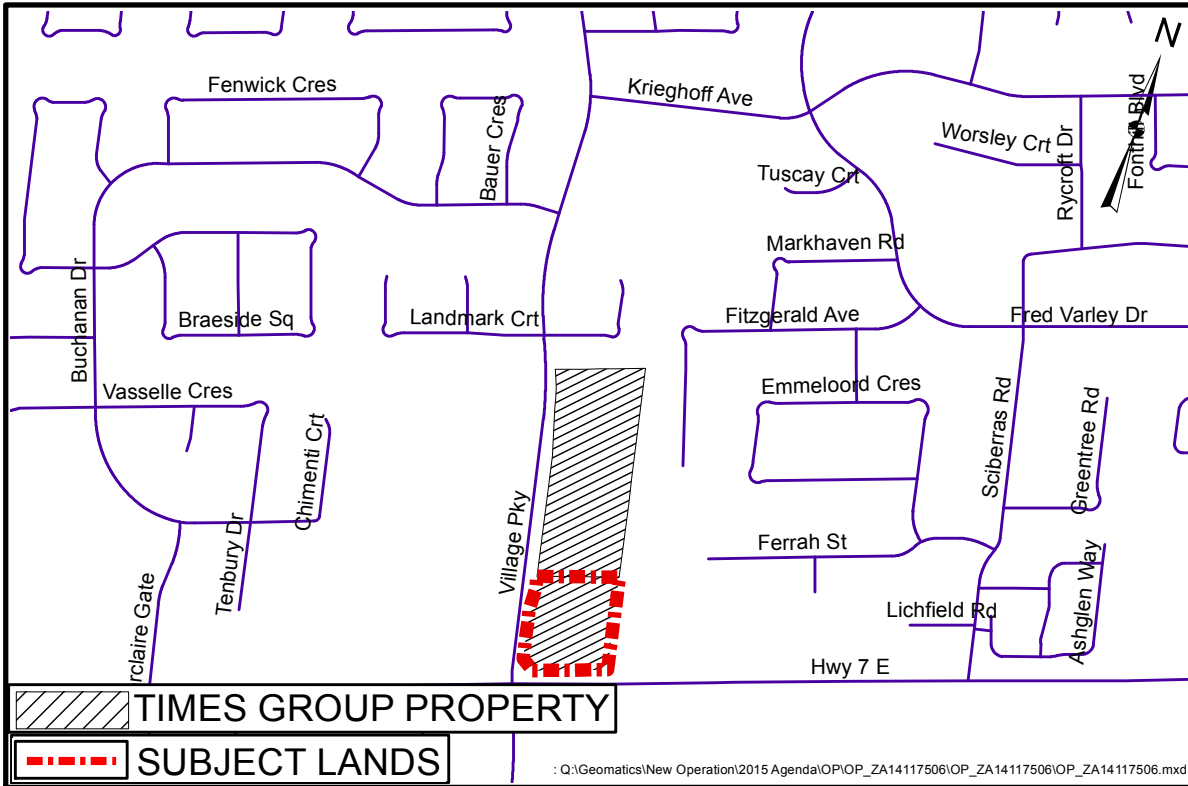 N
Fenwick Cres
Krieghoff Ave
Bauer Cres
Fonthill Blvd
Worsley Crt
Tuscay Crt
Rycroft Dr
Markhaven Rd
Buchanan Dr
Braeside Sq
Landmark Crt
Fitzgerald Ave
Fred Varley Dr
Vasselle Cres
Emmeloord Cres
Chimenti Crt
Sciberras Rd
Greentree Rd
Village Pky
Tenbury Dr
Ferrah St
rclaire Gate
Lichfield Rd
Ashglen Way
Hwy 7 E
TIMES GROUP PROPERTY
SUBJECT LANDS
: Q:\Geomatics\New Operation\2015 Agenda\OP\OP_ZA14117506\OP_ZA14117506\OP_ZA14117506.mxd